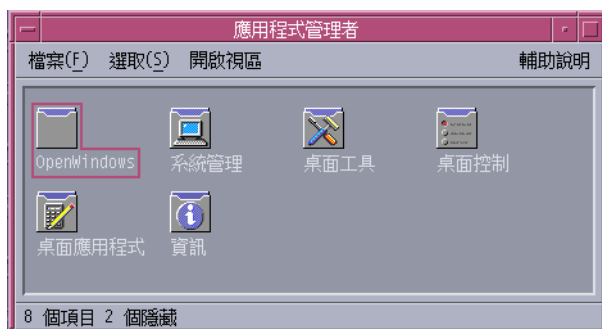 應用程式管理者
檔案(F) 選取(S) 開啟視區 輔助說明
OpenWindows 系統管理 桌面工具 桌面控制
桌面應用程式 資訊
8 個項目 2 個隱藏